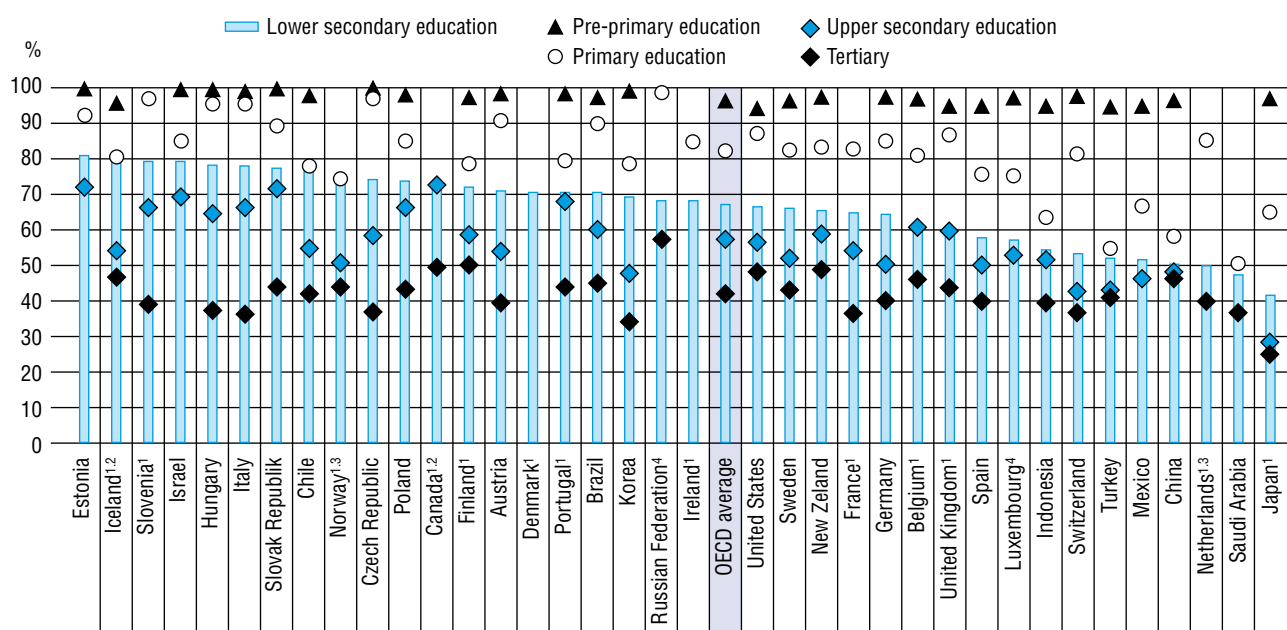 Lower secondary education
Pre-primary education
Upper secondary education
Primary education
Tertiary
%
100
90
80
70
60
50
40
30
20
10
0
Estonia
Iceland1.2
Slovenia1
Israel
Hungary
Italy
Slovak Republik
Chile
Norway1.3
Czech Republic
Poland
Canada1.2
Finland1
Austria
Denmark1
Portugal1
Brazil
Korea
Russian Federation4
Ireland1
OECD average
United States
Sweden
New Zeland
France1
Germany
Belgium1
United Kingdom1
Spain
Luxembourg4
Indonesia
Switzerland
Turkey
Mexico
China
Netherlands1.3
Saudi Arabia
Japan1